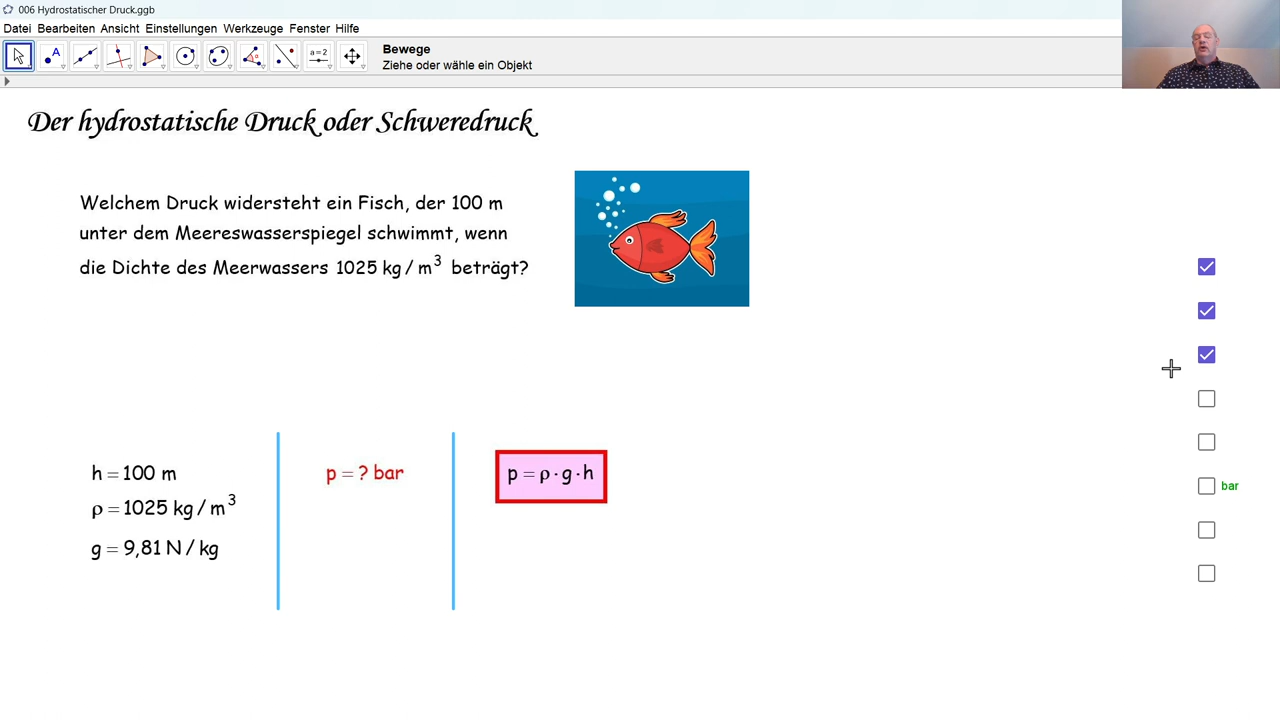 006 Hydrostatischer Druck.ggb
Datei Bearbeiten Ansicht Einstellungen Werkzeuge Fenster Hilfe
A
a=2
Bewege
Ziehe oder wähle ein Objekt
Der hydrostatische Druck oder Schweredruck
Welchem Druck widersteht ein Fisch, der 100 m
unter dem Meereswasserspiegel schwimmt, wenn
die Dichte des Meerwassers 1025 kg / m³ beträgt?
h = 100 m
ρ = 1025 kg / m³
g = 9,81 N / kg
p = ? bar
p = ρ · g · h
bar